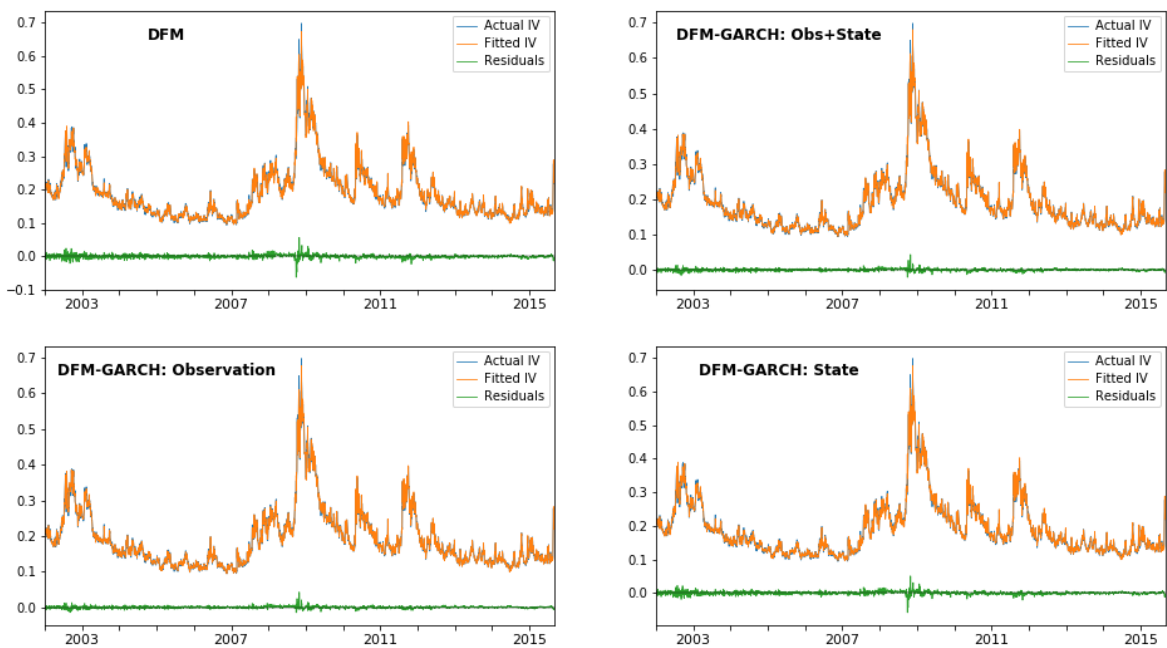 DFM
Actual IV
Fitted IV
Residuals
0.7
0.6
0.5
0.4
0.3
0.2
0.1
0.0
−0.1
2003 2007 2011 2015
DFM-GARCH: Obs+State
Actual IV
Fitted IV
Residuals
0.7
0.6
0.5
0.4
0.3
0.2
0.1
0.0
2003 2007 2011 2015
DFM-GARCH: Observation
Actual IV
Fitted IV
Residuals
0.7
0.6
0.5
0.4
0.3
0.2
0.1
0.0
2003 2007 2011 2015
DFM-GARCH: State
Actual IV
Fitted IV
Residuals
0.7
0.6
0.5
0.4
0.3
0.2
0.1
0.0
2003 2007 2011 2015